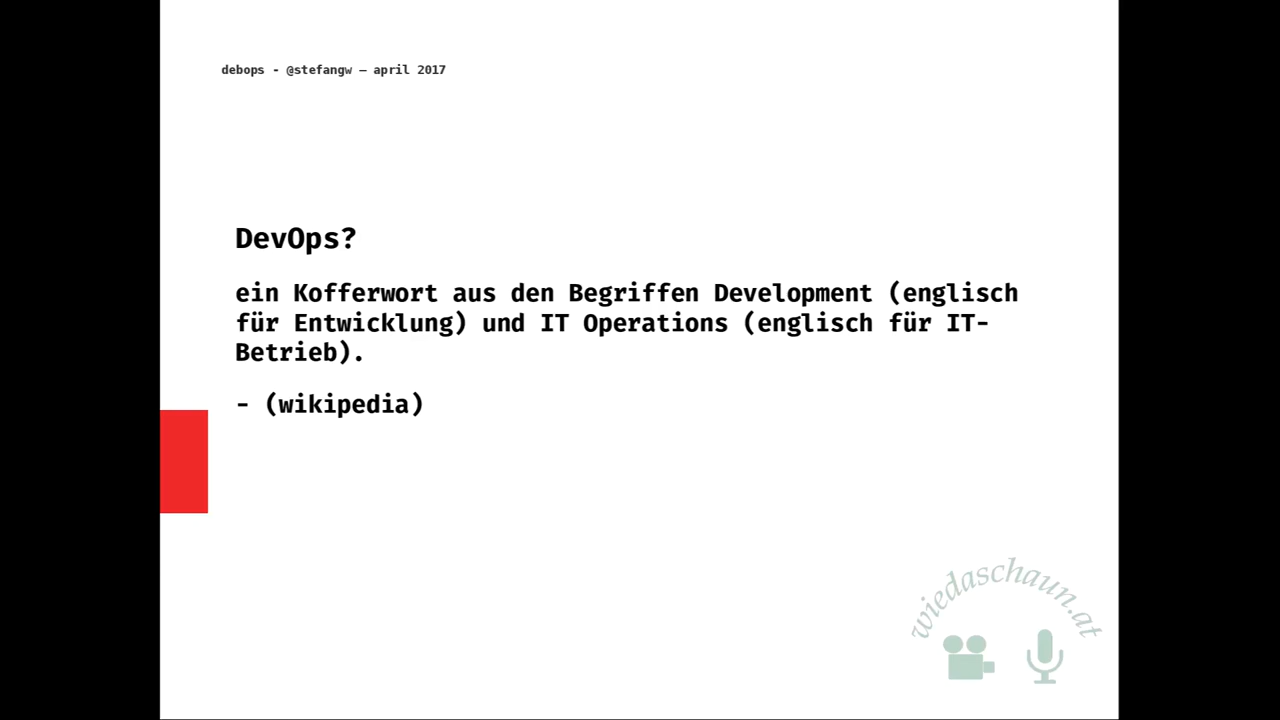 debops - @stefangw – april 2017
DevOps?
ein Kofferwort aus den Begriffen Development (englisch
für Entwicklung) und IT Operations (englisch für IT-
Betrieb).
- (wikipedia)
wiedaschaun.at